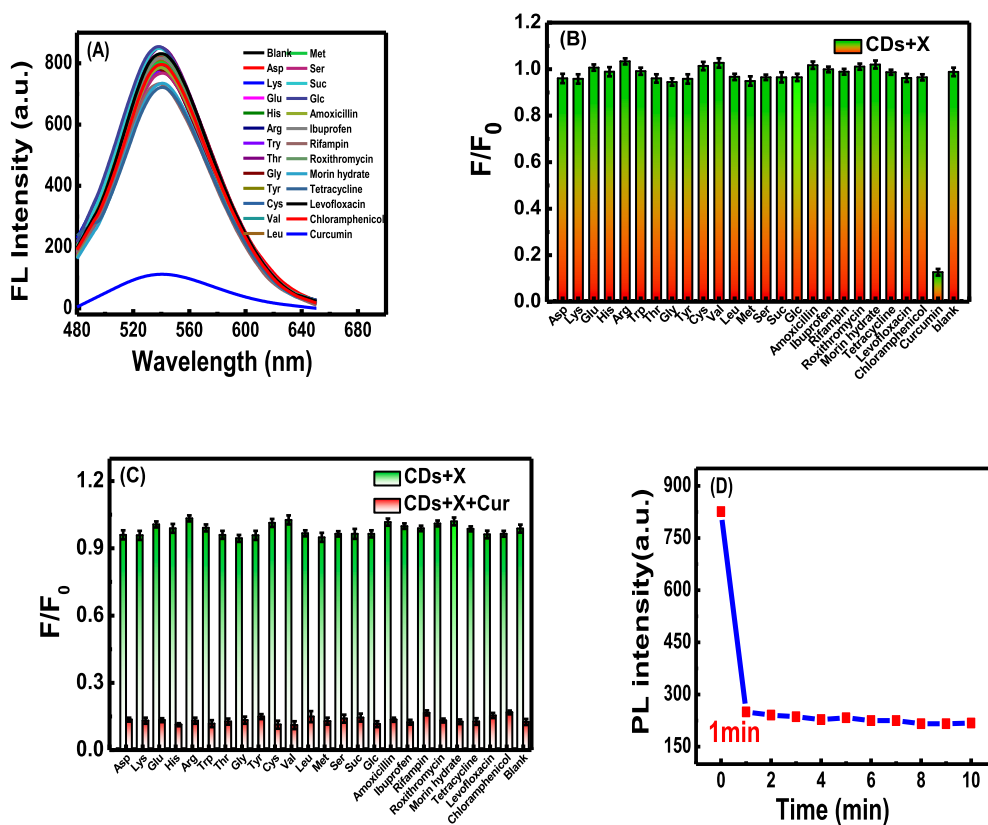 (A)
FL Intensity (a.u.)
800
600
400
200
0
480
520
560
600
640
680
Wavelength (nm)
Blank
Asp
Lys
Glu
His
Arg
Try
Thr
Gly
Tyr
Cys
Val
Leu
Met
Ser
Suc
Glc
Amoxicillin
Ibuprofen
Rifampin
Roxithromycin
Morin hydrate
Tetracycline
Levofloxacin
Chloramphenicol
Curcumin
(B)
CDs+X
F/F0
1.2
1.0
0.8
0.6
0.4
0.2
0.0
Asp
Lys
Glu
His
Arg
Trp
Thr
Gly
Tyr
Cys
Val
Leu
Met
Ser
Suc
Glc
Amoxicillin
Ibuprofen
Rifampin
Roxithromycin
Morin hydrate
Tetracycline
Levofloxacin
Chloramphenicol
Curcumin
blank
(C)
CDs+X
CDs+X+Cur
F/F0
1.2
0.9
0.6
0.3
0.0
Asp
Lys
Glu
His
Arg
Trp
Thr
Gly
Tyr
Cys
Val
Leu
Met
Ser
Suc
Glc
Amoxicillin
Ibuprofen
Rifampin
Roxithromycin
Morin hydrate
Tetracycline
Levofloxacin
Chloramphenicol
Blank
(D)
PL intensity(a.u.)
900
750
600
450
300
150
1min
0
2
4
6
8
10
Time (min)